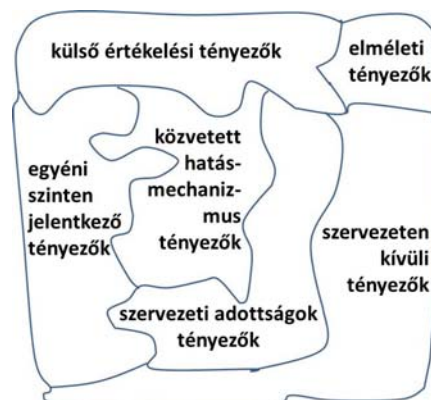 külső értékelési tényezők
elméleti
tényezők
egyéni
szinten
jelentkező
tényezők
közvetett
hatás-
mechaniz-
mus
tényezők
szervezeten
kívüli
tényezők
szervezeti adottságok
tényezők